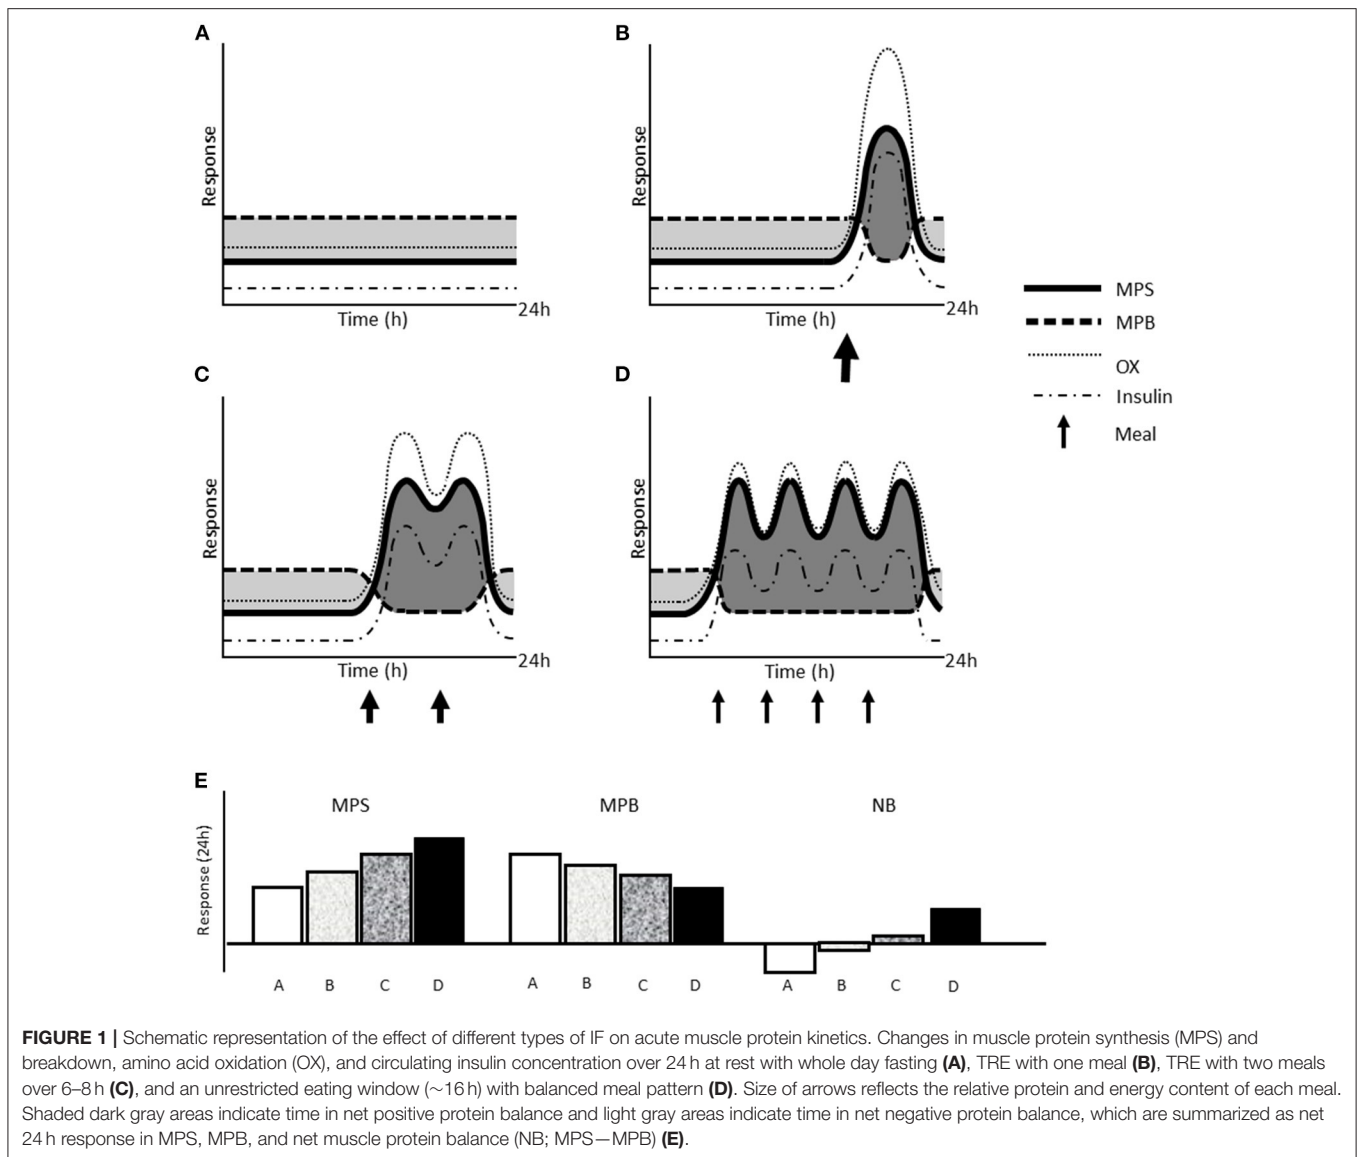 A
Response
Time (h)
24h
B
Response
Time (h)
24h
MPS
MPB
OX
Insulin
Meal
C
Response
Time (h)
24h
D
Response
Time (h)
24h
E
Response (24h)
MPS
MPB
NB
A B C D A B C D A B C D
FIGURE 1 | Schematic representation of the effect of different types of IF on acute muscle protein kinetics. Changes in muscle protein synthesis (MPS) and
breakdown, amino acid oxidation (OX), and circulating insulin concentration over 24 h at rest with whole day fasting (A), TRE with one meal (B), TRE with two meals
over 6–8 h (C), and an unrestricted eating window (∼16 h) with balanced meal pattern (D). Size of arrows reflects the relative protein and energy content of each meal.
Shaded dark gray areas indicate time in net positive protein balance and light gray areas indicate time in net negative protein balance, which are summarized as net
24 h response in MPS, MPB, and net muscle protein balance (NB; MPS—MPB) (E).